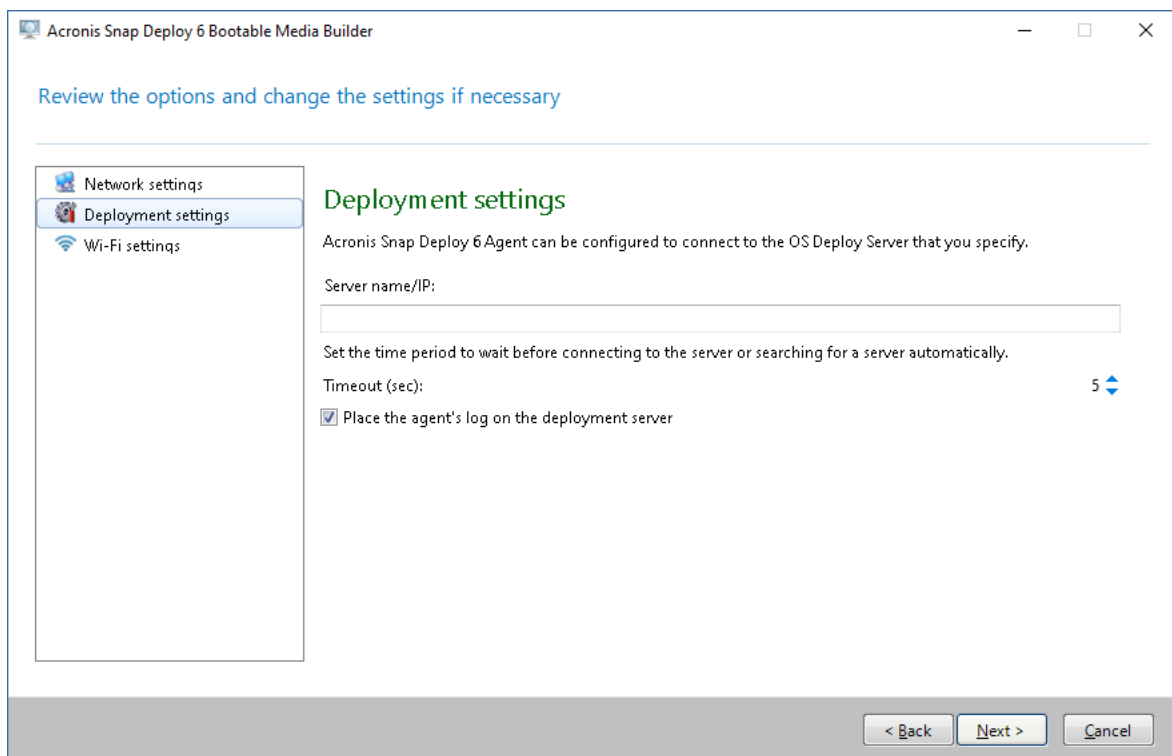 Acronis Snap Deploy 6 Bootable Media Builder
Review the options and change the settings if necessary
Network settings
Deployment settings
Wi-Fi settings
Deployment settings
Acronis Snap Deploy 6 Agent can be configured to connect to the OS Deploy Server that you specify.
Server name/IP:
Set the time period to wait before connecting to the server or searching for a server automatically.
Timeout (sec): 5
Place the agent's log on the deployment server
< Back Next > Cancel